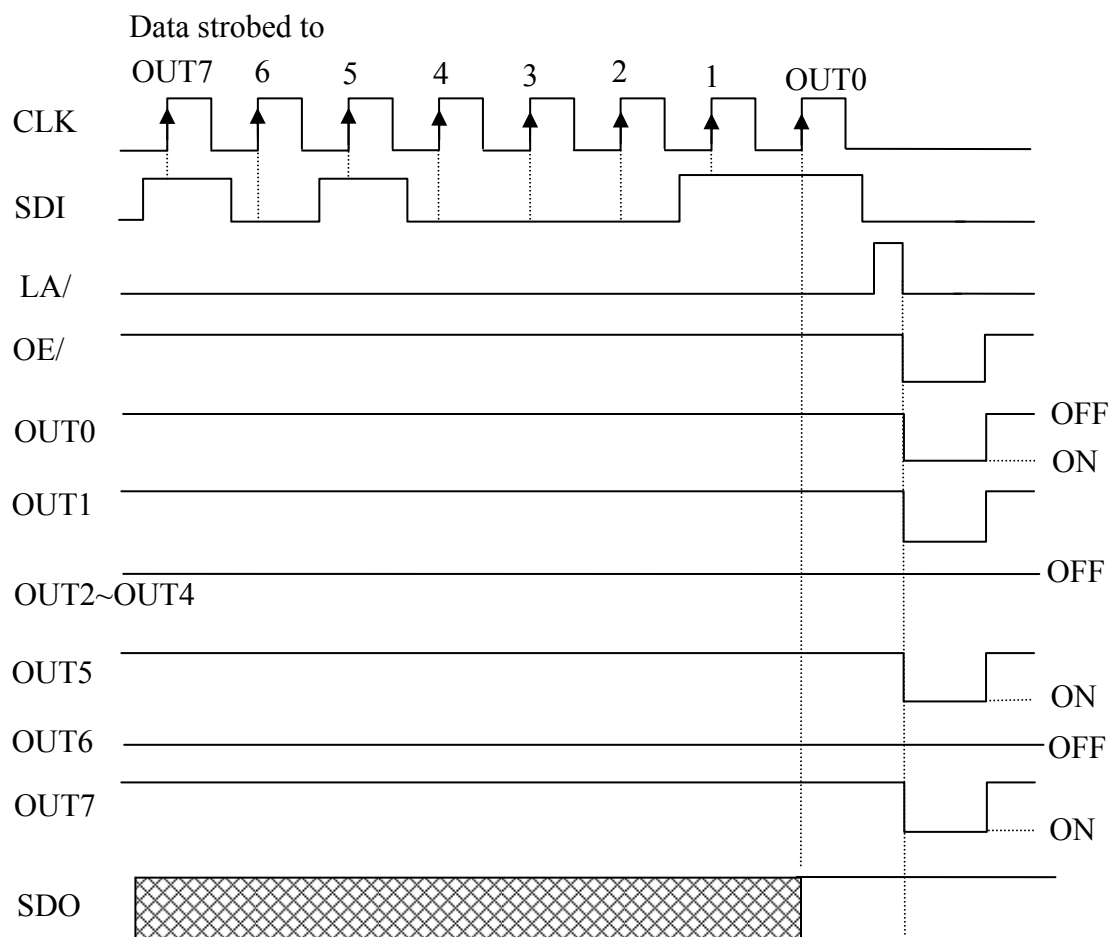 Data strobed to
OUT7 6 5 4 3 2 1 OUT0
CLK
SDI
LA/
OE/
OUT0 OFF
ON
OUT1
OUT2~OUT4 OFF
OUT5
ON
OUT6 OFF
OUT7
ON
SDO